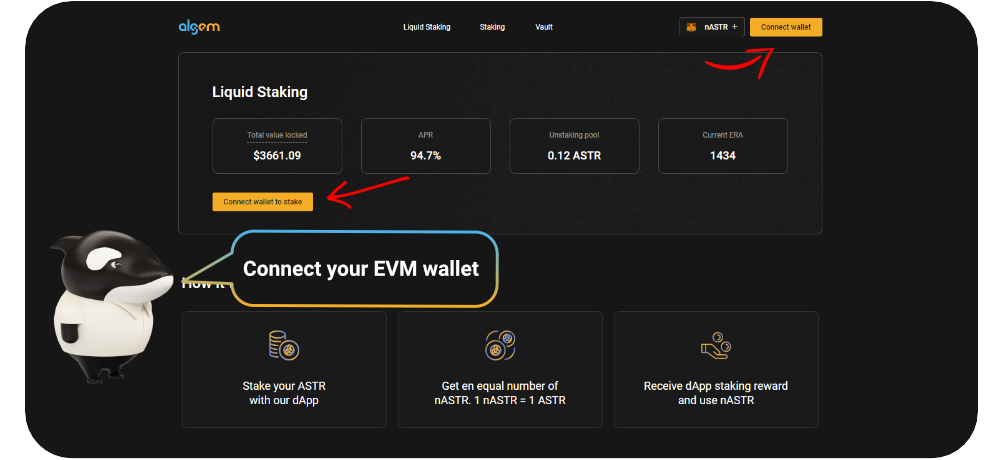 algem
Liquid Staking
Staking
Vault
nASTR +
Connect wallet
Liquid Staking
Total value locked
$3661.09
APR
94.7%
Unstaking pool
0.12 ASTR
Current ERA
1434
Connect wallet to stake
Connect your EVM wallet
How it
Stake your ASTR
with our dApp
Get en equal number of
nASTR. 1 nASTR = 1 ASTR
Receive dApp staking reward
and use nASTR